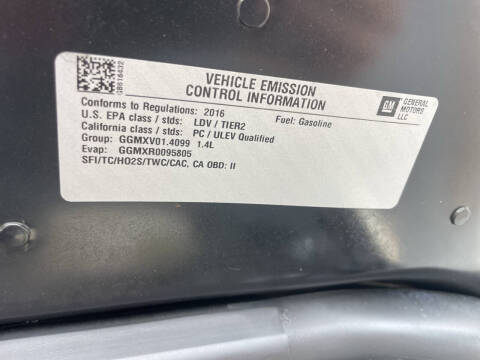 VEHICLE EMISSION
CONTROL INFORMATION
Conforms to Regulations: 2016 Fuel: Gasoline
U.S. EPA class / stds: LDV / TIER2
California class / stds: PC / ULEV Qualified
Group: GGMXV01.4099 1.4L
Evap: GGMXR0095805
SFI/TC/HO2S/TWC/CAC, CA OBD: II
GM
GENERAL
MOTORS
LLC